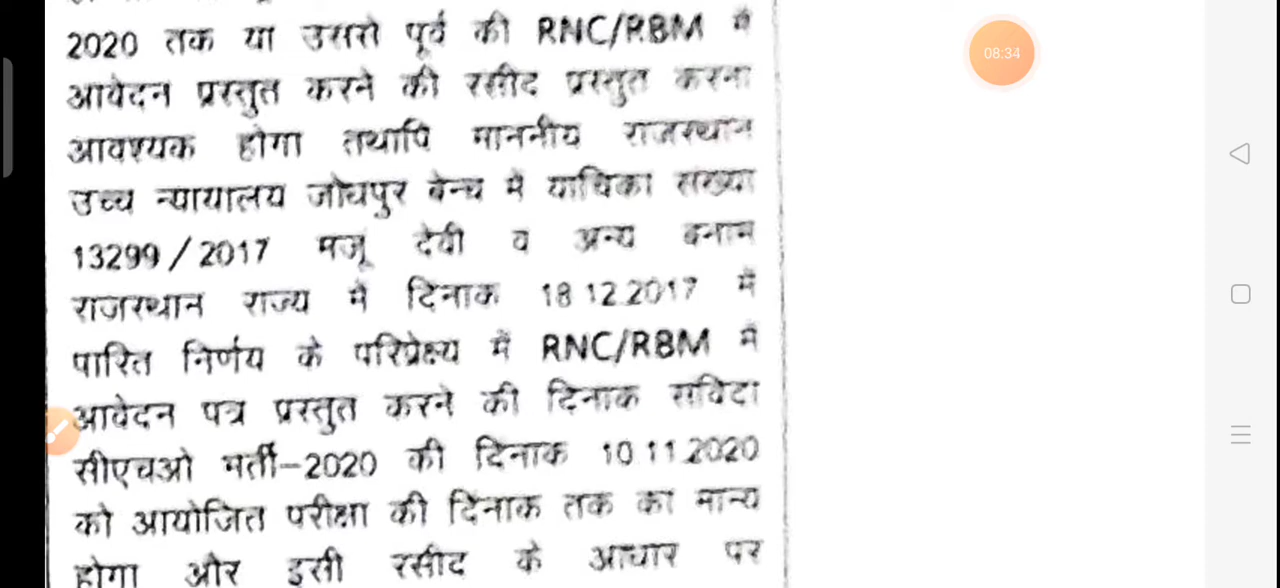 2020 तक या उससे पूर्व की RNC/RBM में
आवेदन प्रस्तुत करने की रसीद प्रस्तुत करना
आवश्यक होगा तथापि माननीय राजस्थान
उच्च न्यायालय जोधपुर बेन्च में याचिका संख्या
13299/2017 मजू देवी व अन्य बनाम
राजस्थान राज्य में दिनाक 18.12.2017 में
पारित निर्णय के परिप्रेक्ष्य में RNC/RBM में
आवेदन पत्र प्रस्तुत करने की दिनाक सविदा
सीएचओ भर्ती-2020 की दिनाक 10.11.2020
को आयोजित परीक्षा की दिनाक तक का मान्य
होगा और इसी रसीद के आधार पर
08:34